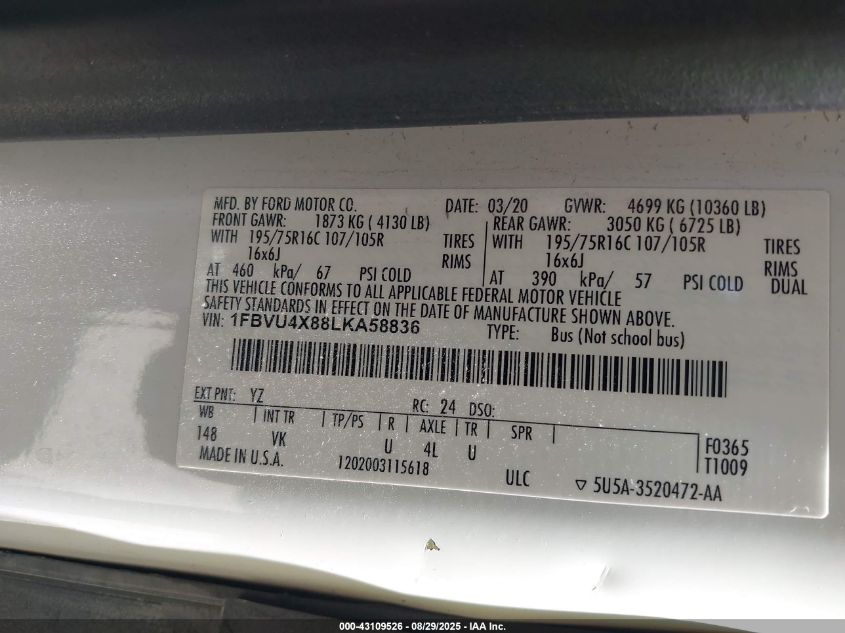 MFD. BY FORD MOTOR CO. DATE: 03/20 GVWR: 4699 KG (10360 LB)
FRONT GAWR: 1873 KG ( 4130 LB) REAR GAWR: 3050 KG ( 6725 LB)
WITH 195/75R16C 107/105R TIRES WITH 195/75R16C 107/105R TIRES
16x6J RIMS 16x6J RIMS
AT 460 kPa/ 67 PSI COLD AT 390 kPa/ 57 PSI COLD DUAL
THIS VEHICLE CONFORMS TO ALL APPLICABLE FEDERAL MOTOR VEHICLE
SAFETY STANDARDS IN EFFECT ON THE DATE OF MANUFACTURE SHOWN ABOVE.
VIN: 1FBVU4X88LKA58836 TYPE: Bus (Not school bus)
EXT PNT: YZ RC: 24 DSO:
WB INT TR TP/PS R AXLE TR SPR
148 VK U 4L U F0365
T1009
MADE IN U.S.A. 1202003115618 ULC ▽ 5U5A-3520472-AA
000-43109526 - 08/29/2025 - IAA Inc.